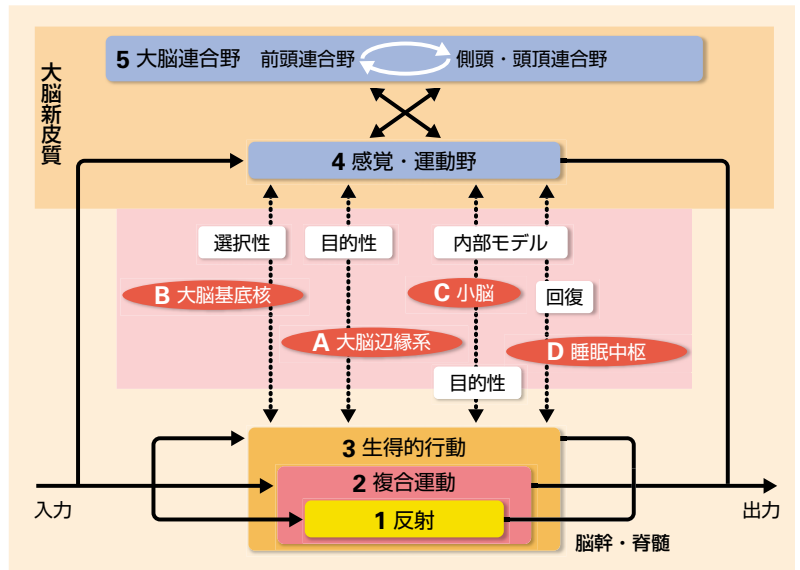 5 大脳連合野 前頭連合野 側頭・頭頂連合野
大脳新皮質
4 感覚・運動野
選択性 目的性 内部モデル
B 大脳基底核 C 小脳 回復
A 大脳辺縁系 D 睡眠中枢
目的性
3 生得的行動
2 複合運動
入力 出力
1 反射
脳幹・脊髄